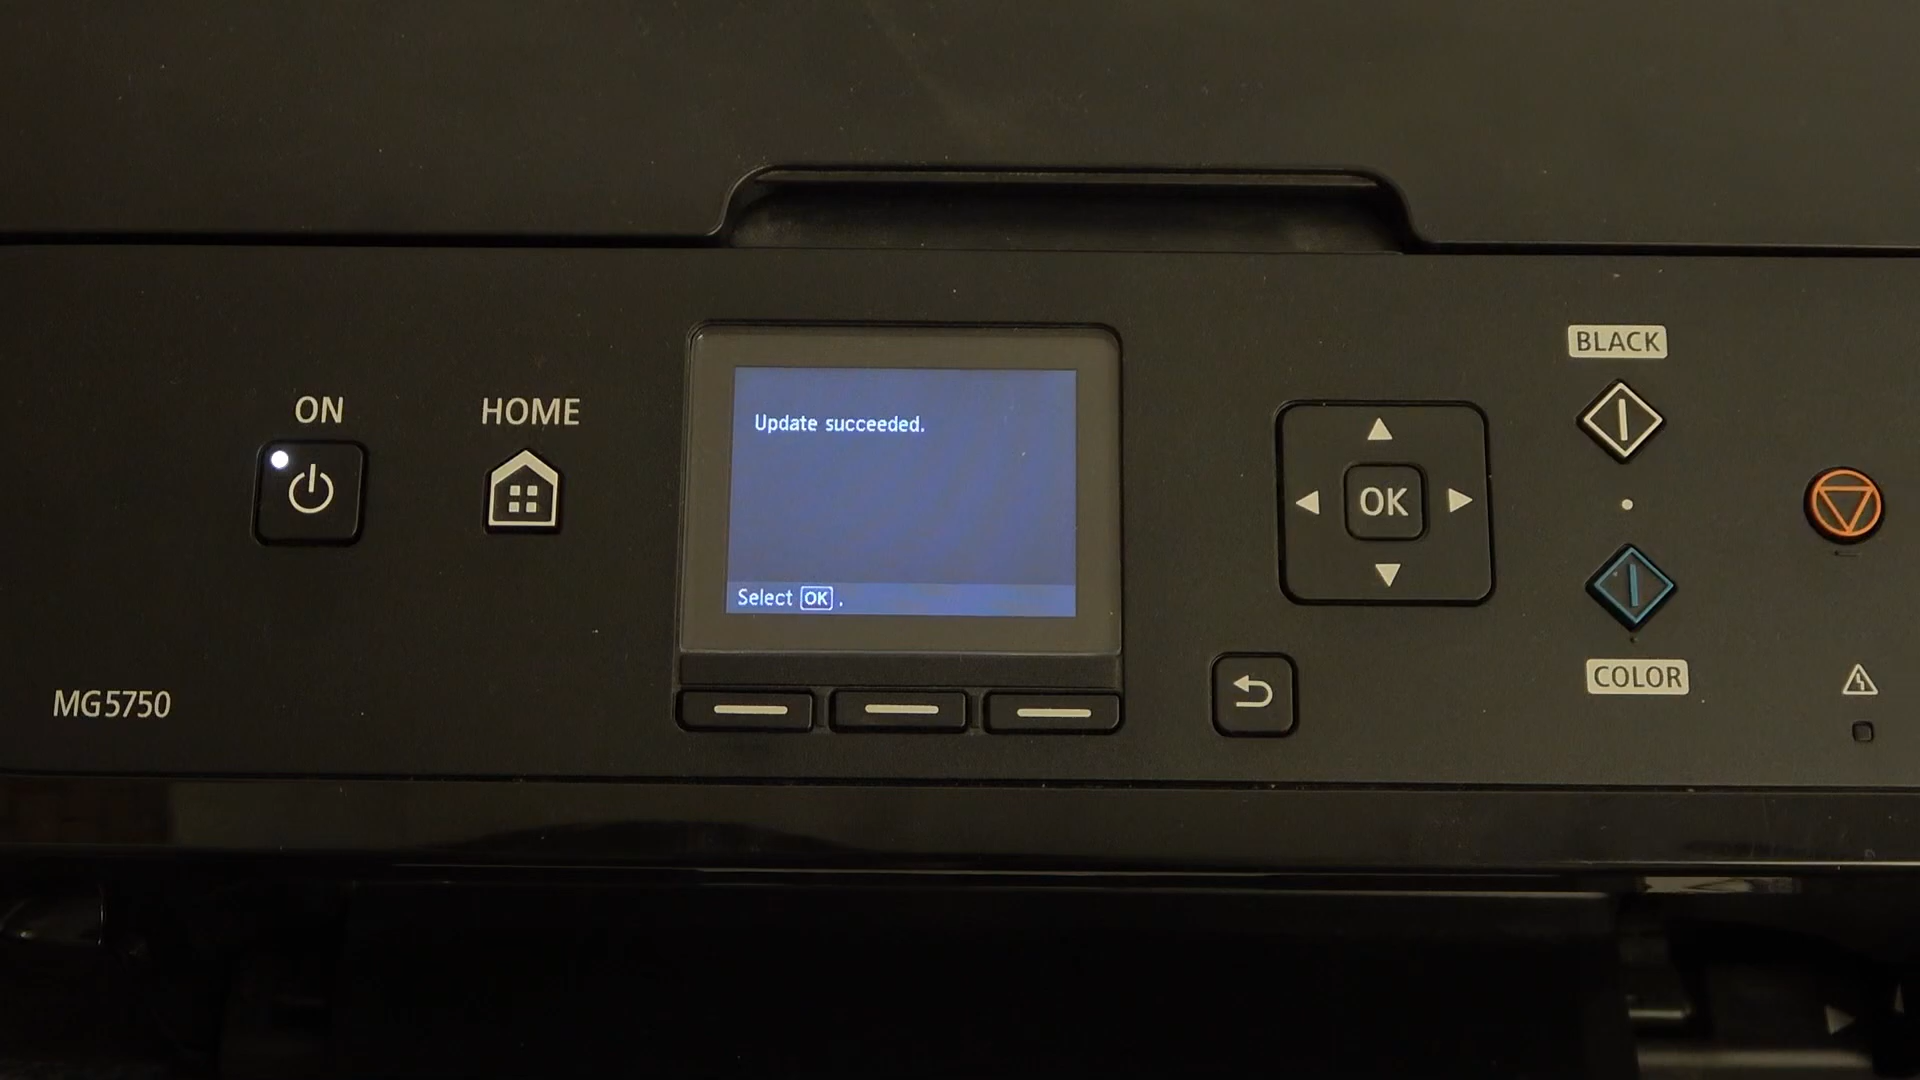 BLACK
ON
HOME
Update succeeded.
OK
Select OK .
COLOR
MG5750